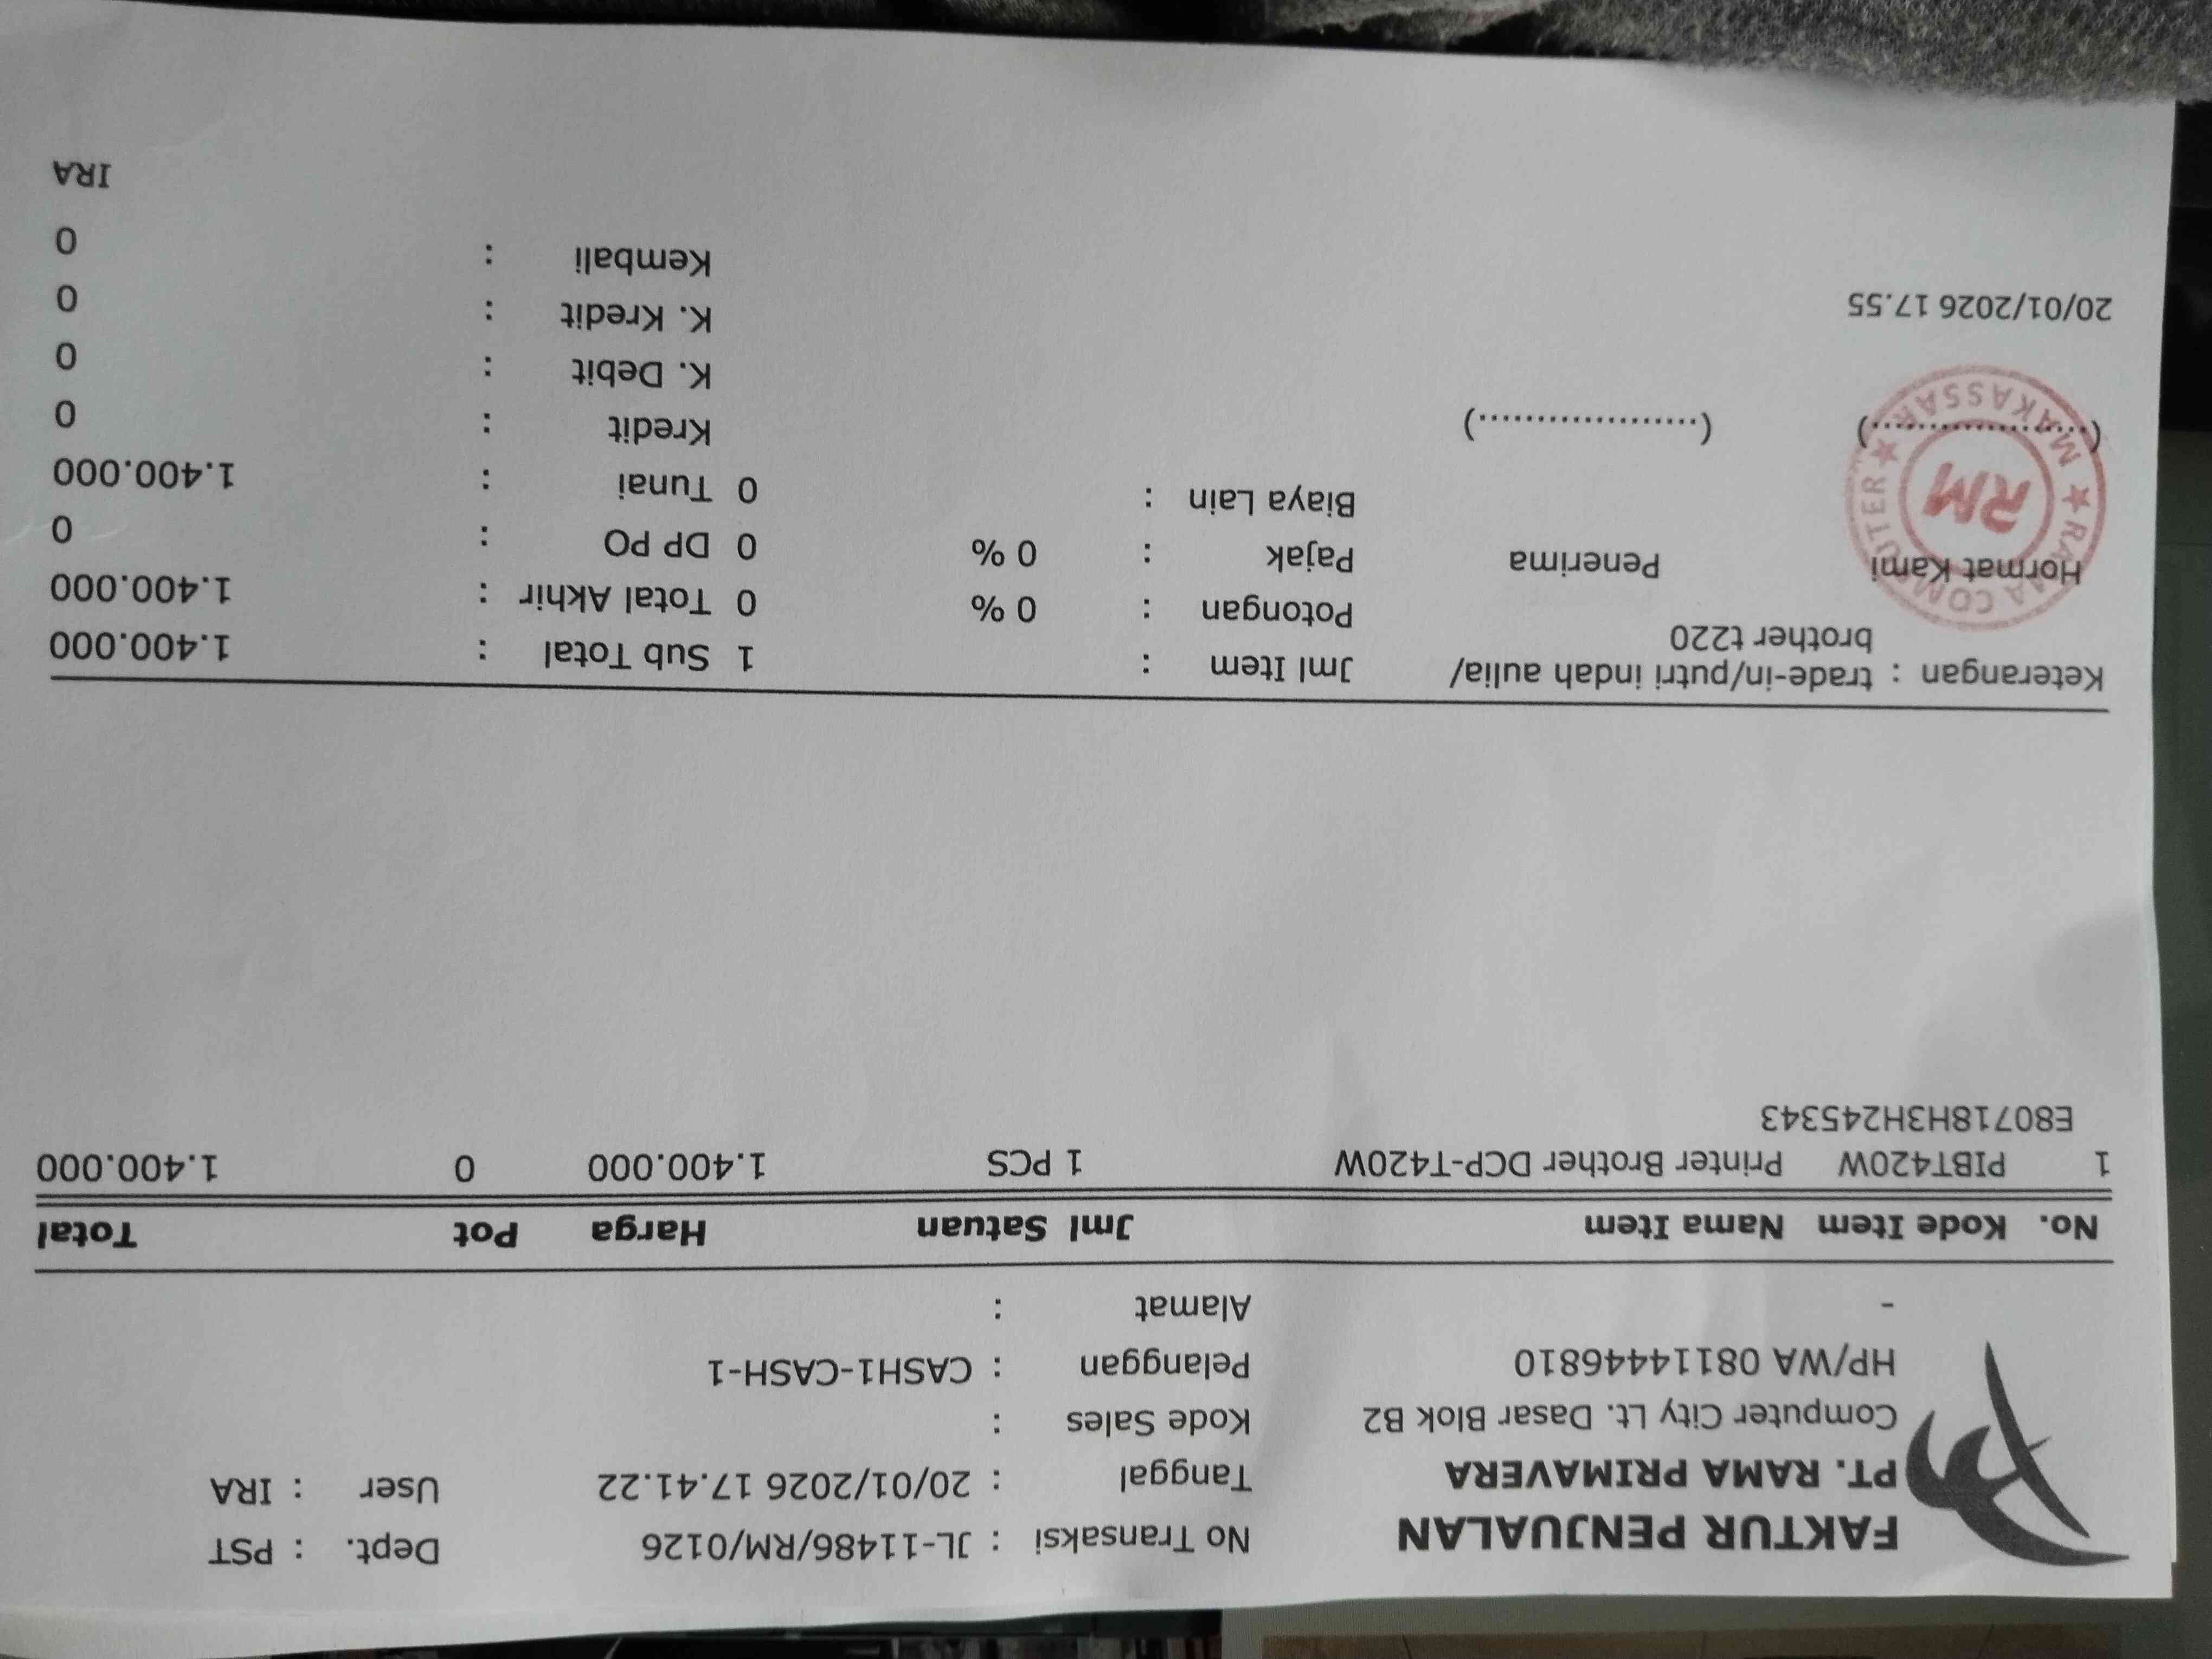 FAKTUR PENJUALAN
PT. RAMA PRIMAVERA
Computer City Lt. Dasar Blok B2
HP/WA 08114446810
-
No Transaksi : JL-11486/RM/0126
Tanggal : 20/01/2026 17.41.22
Kode Sales :
Pelanggan : CASH1-CASH-1
Alamat :
Dept. : PST
User : IRA
No. Kode Item Nama Item Jml Satuan Harga Pot Total
1 PIBT420W Printer Brother DCP-T420W 1 PCS 1.400.000 0 1.400.000
E80718H3H245343
Keterangan : trade-in/putri indah aulia/
brother t220
Hormat Kami Penerima
(....................) (....................)
RAMA COMPUTER ★ MAKASSAR ★
RM
20/01/2026 17.55
Jml Item : 1
Potongan : 0 % 0
Pajak : 0 % 0
Biaya Lain : 0
Sub Total : 1.400.000
Total Akhir : 1.400.000
DP PO : 0
Tunai : 1.400.000
Kredit : 0
K. Debit : 0
K. Kredit : 0
Kembali : 0
IRA